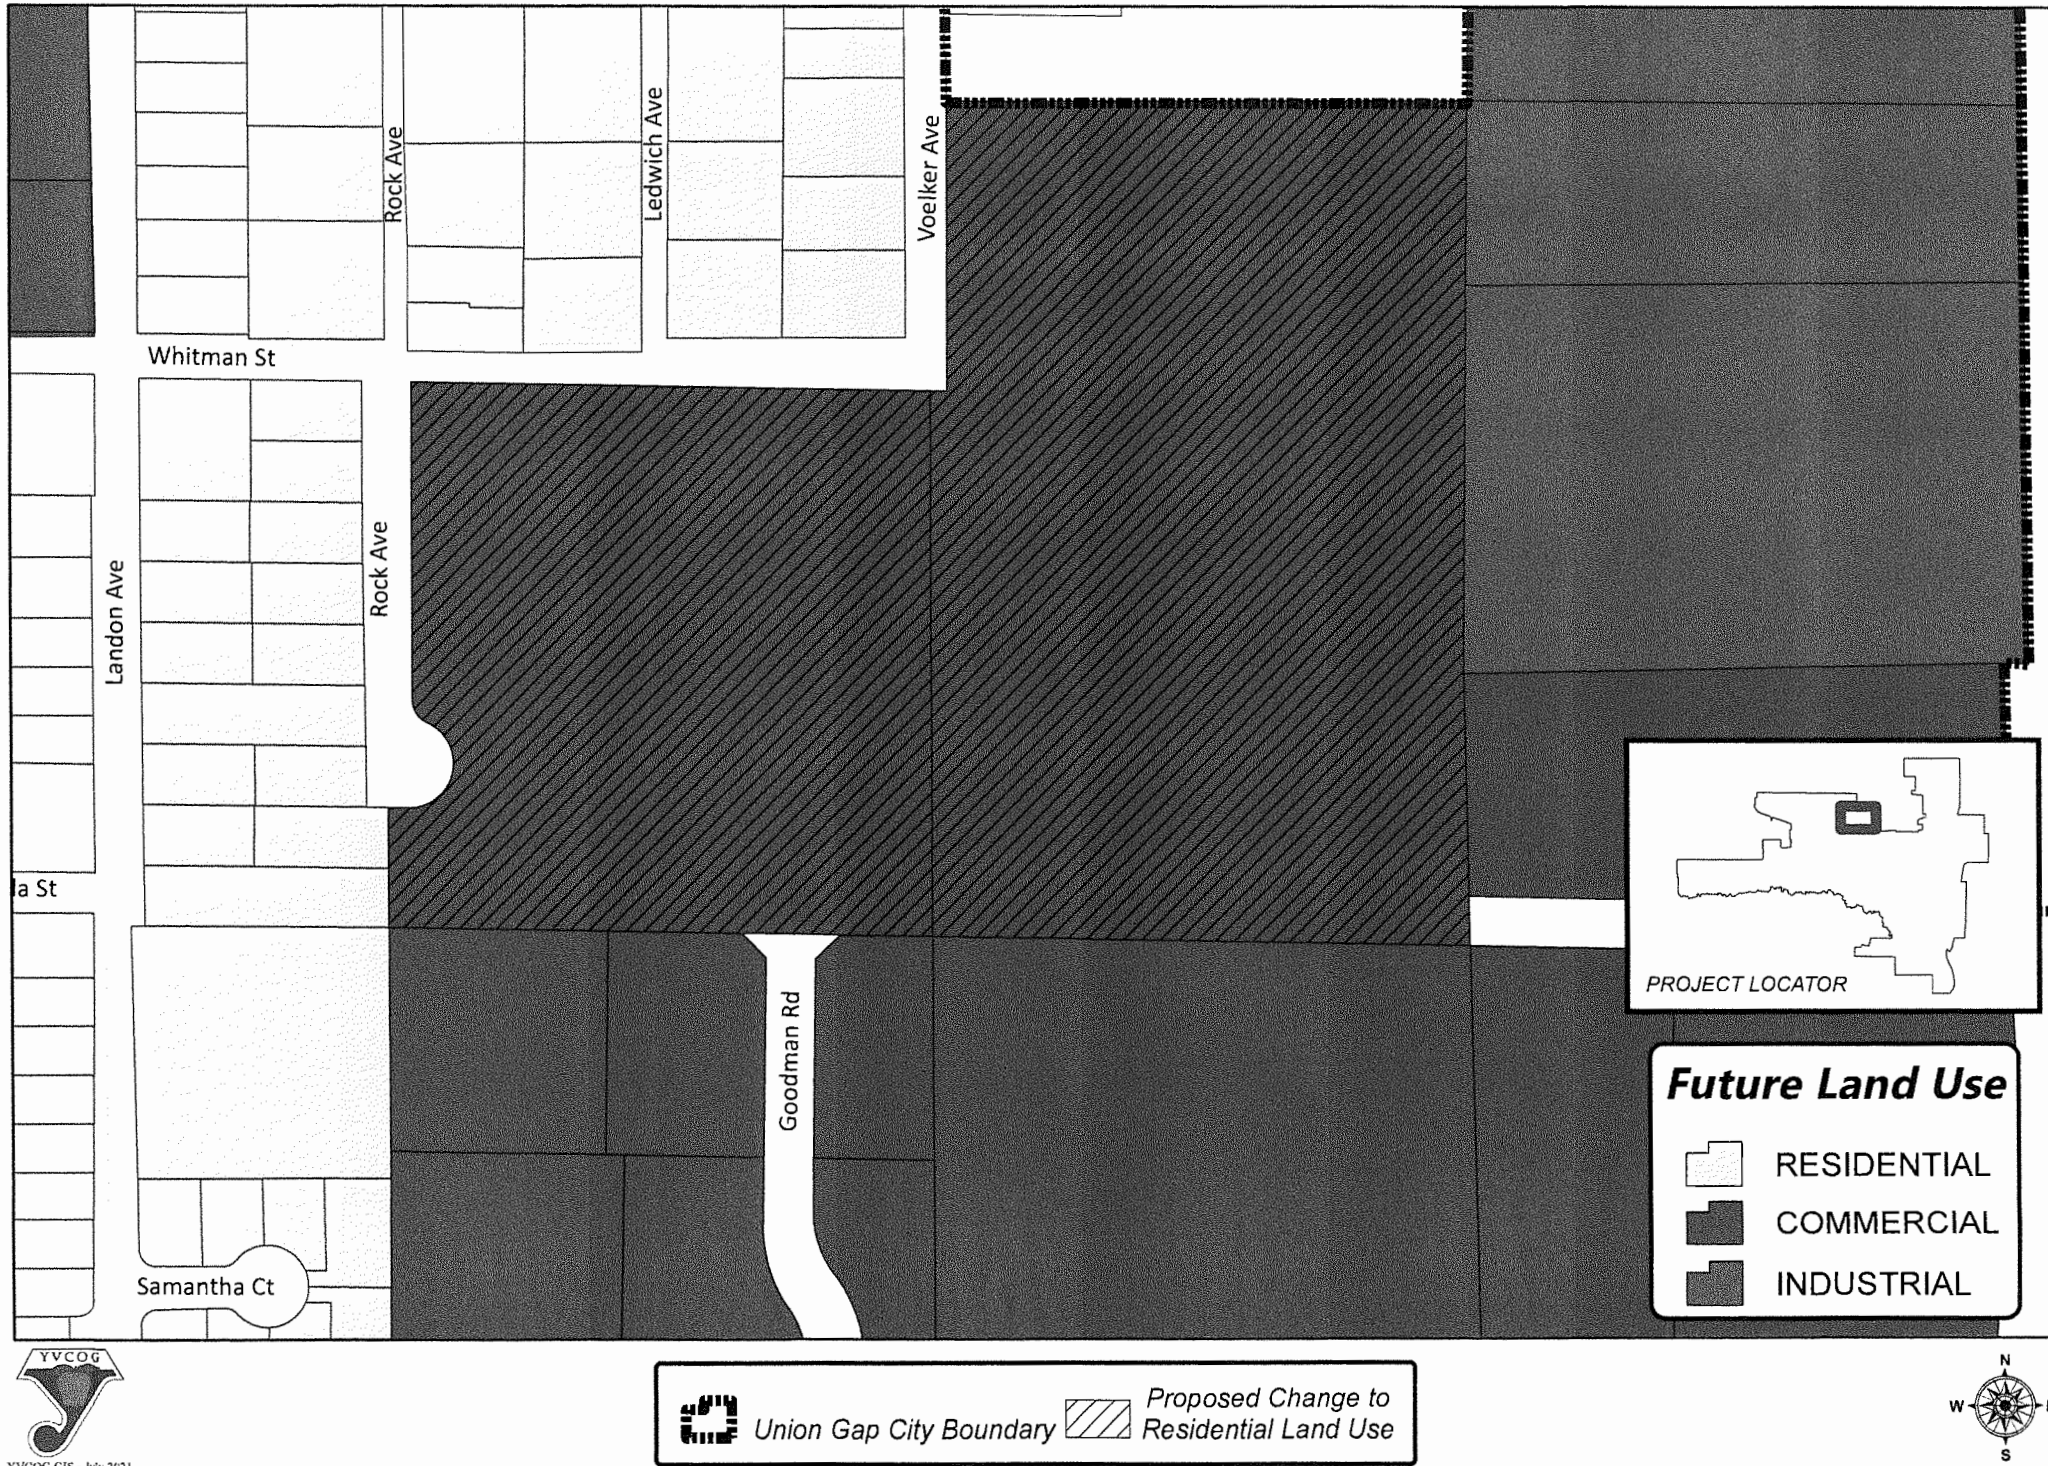 Rock Ave
Ledwich Ave
Voelker Ave
Whitman St
Landon Ave
Rock Ave
la St
Goodman Rd
Samantha Ct
PROJECT LOCATOR
Future Land Use
RESIDENTIAL
COMMERCIAL
INDUSTRIAL
YVCOG
Union Gap City Boundary
Proposed Change to
Residential Land Use
N
W
S